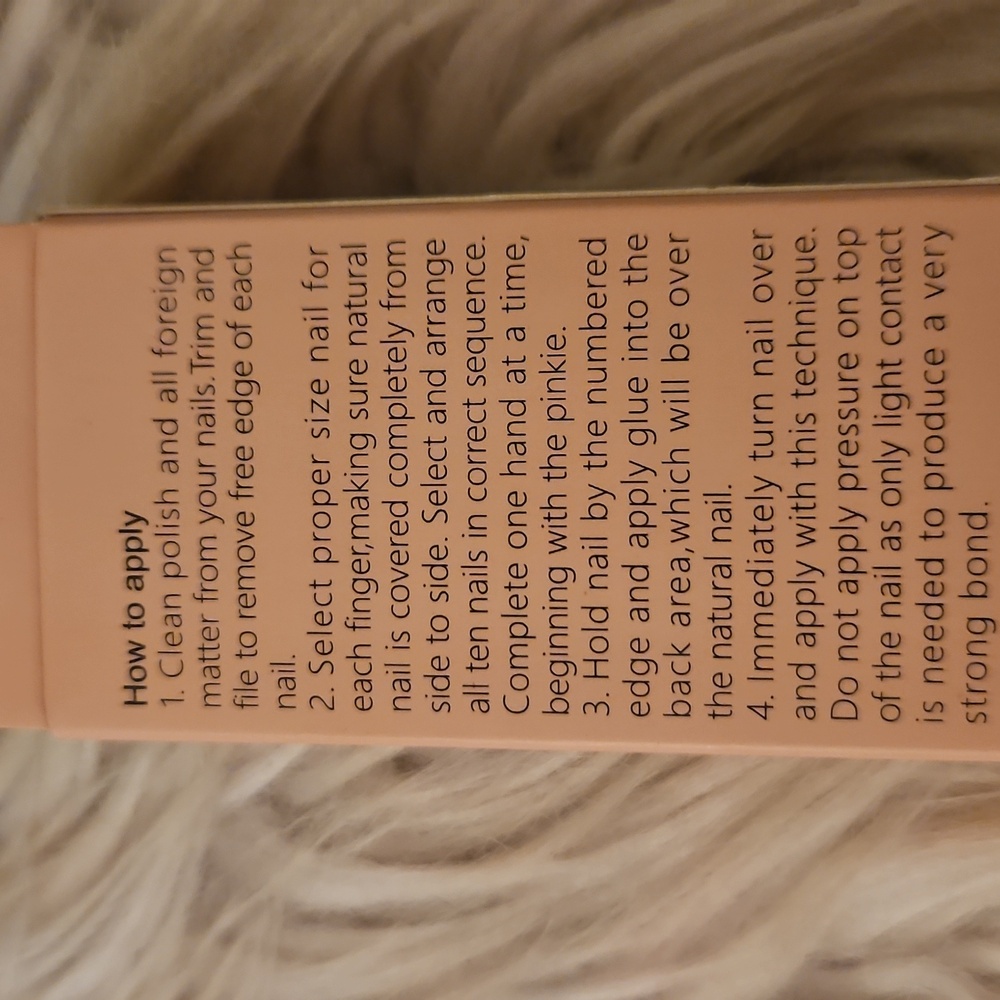 How to apply
1. Clean polish and all foreign
matter from your nails.Trim and
file to remove free edge of each
nail.
2. Select proper size nail for
each finger,making sure natural
nail is covered completely from
side to side. Select and arrange
all ten nails in correct sequence.
Complete one hand at a time,
beginning with the pinkie.
3. Hold nail by the numbered
edge and apply glue into the
back area,which will be over
the natural nail.
4. Immediately turn nail over
and apply with this technique.
Do not apply pressure on top
of the nail as only light contact
is needed to produce a very
strong bond.